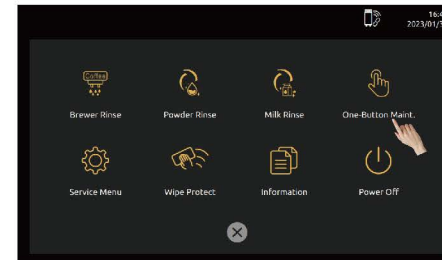 Coffee
Brewer Rinse
Powder Rinse
Milk Rinse
One-Button Maint.
Service Menu
Wipe Protect
Information
Power Off